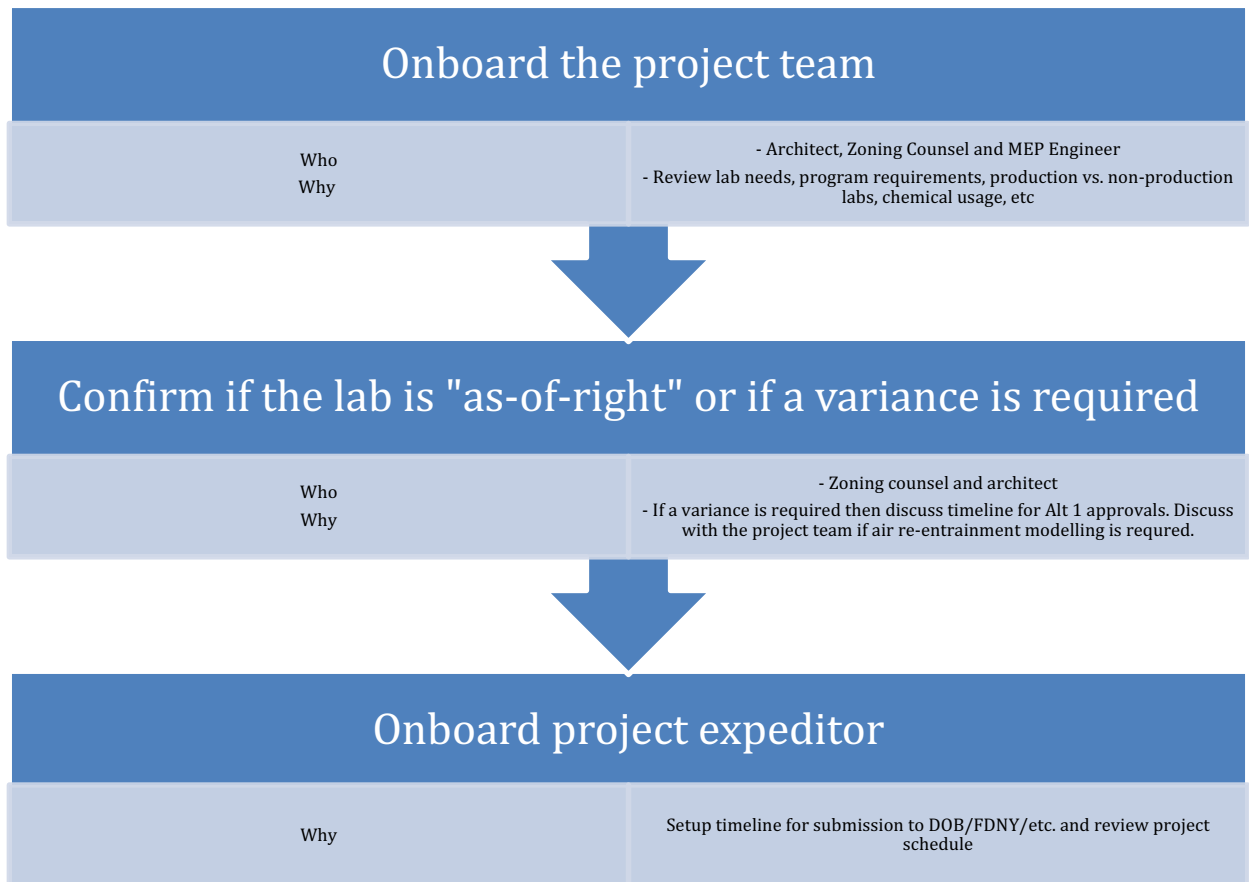 Onboard the project team
Who
Why
- Architect, Zoning Counsel and MEP Engineer
- Review lab needs, program requirements, production vs. non-production
labs, chemical usage, etc
Confirm if the lab is "as-of-right" or if a variance is required
Who
Why
- Zoning counsel and architect
- If a variance is required then discuss timeline for Alt 1 approvals. Discuss
with the project team if air re-entrainment modelling is requred.
Onboard project expeditor
Why
Setup timeline for submission to DOB/FDNY/etc. and review project
schedule